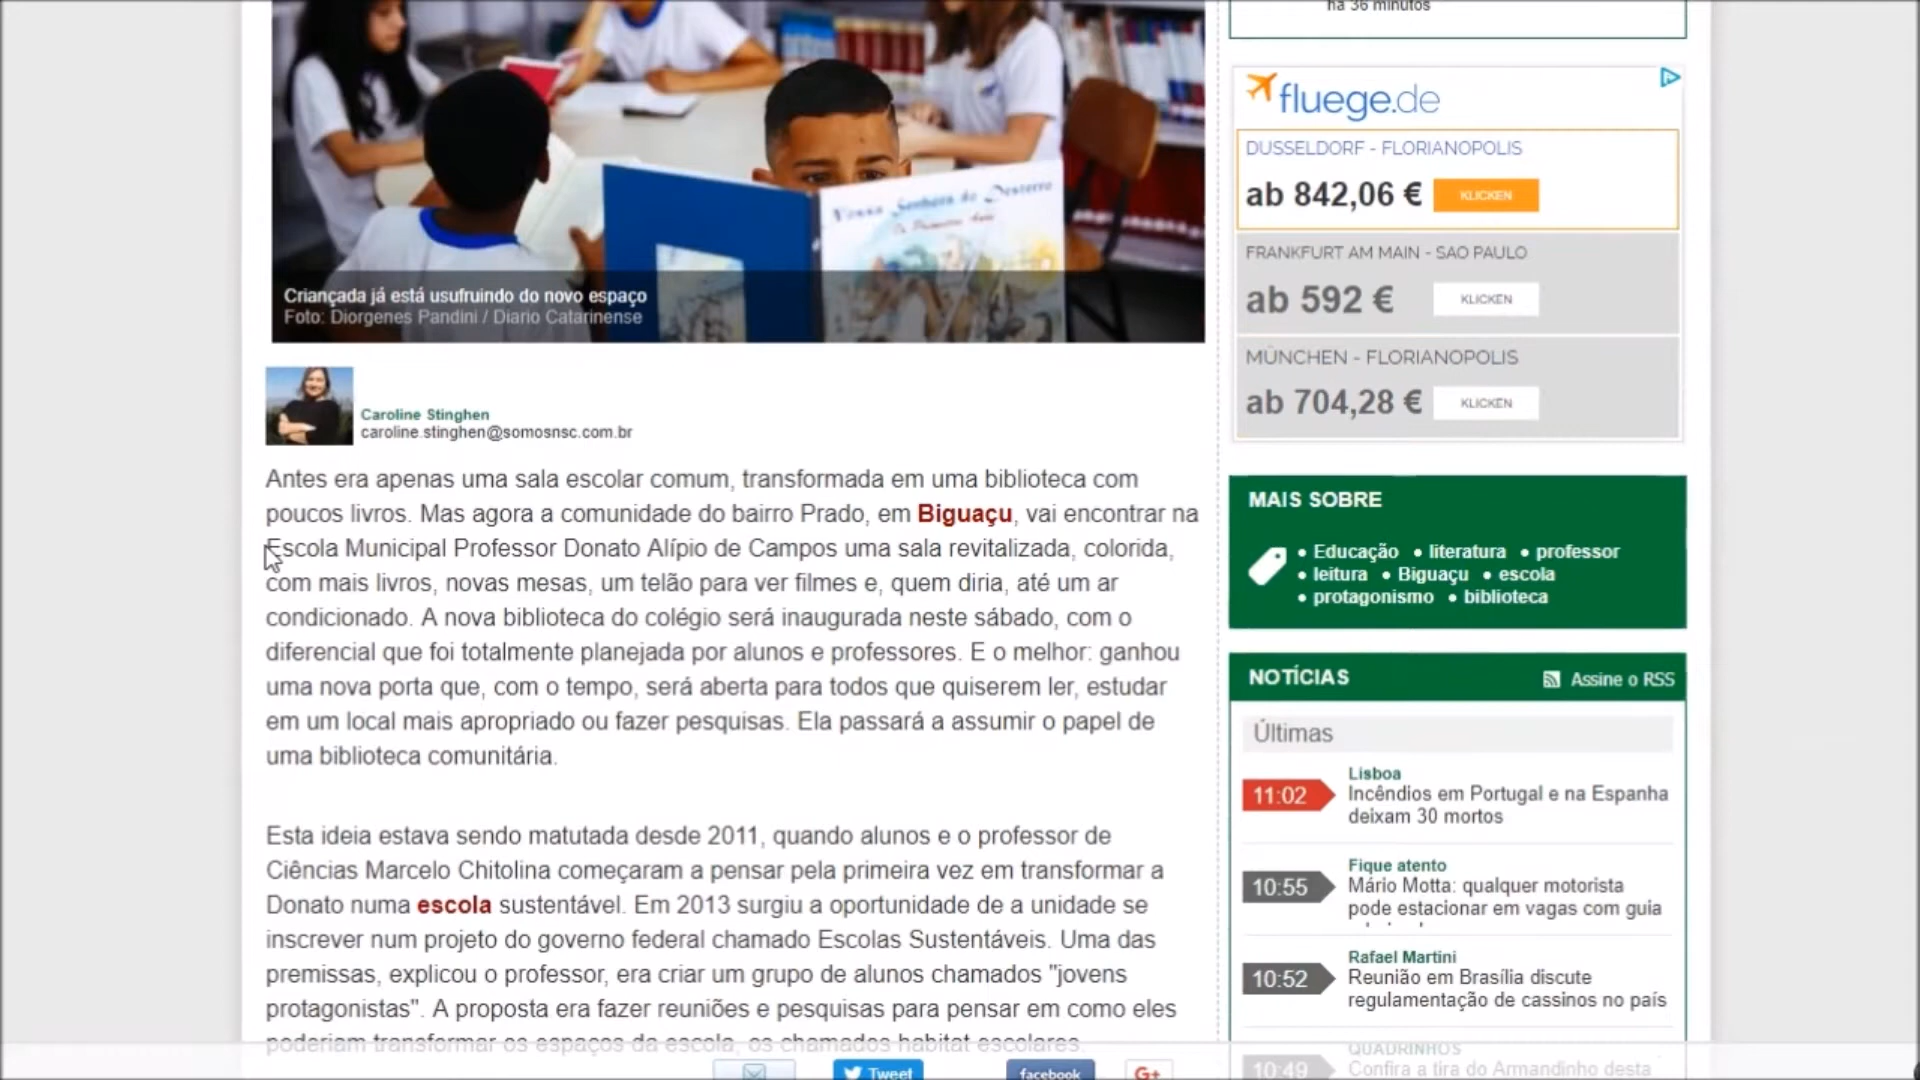 Nossa Senhora do Desterro
Criançada já está usufruindo do novo espaço
Foto: Diorgenes Pandini / Diario Catarinense
Caroline Stinghen
caroline.stinghen@somosnsc.com.br
Antes era apenas uma sala escolar comum, transformada em uma biblioteca com
poucos livros. Mas agora a comunidade do bairro Prado, em Biguaçu, vai encontrar na
Escola Municipal Professor Donato Alípio de Campos uma sala revitalizada, colorida,
com mais livros, novas mesas, um telão para ver filmes e, quem diria, até um ar
condicionado. A nova biblioteca do colégio será inaugurada neste sábado, com o
diferencial que foi totalmente planejada por alunos e professores. E o melhor: ganhou
uma nova porta que, com o tempo, será aberta para todos que quiserem ler, estudar
em um local mais apropriado ou fazer pesquisas. Ela passará a assumir o papel de
uma biblioteca comunitária.
Esta ideia estava sendo matutada desde 2011, quando alunos e o professor de
Ciências Marcelo Chitolina começaram a pensar pela primeira vez em transformar a
Donato numa escola sustentável. Em 2013 surgiu a oportunidade de a unidade se
inscrever num projeto do governo federal chamado Escolas Sustentáveis. Uma das
premissas, explicou o professor, era criar um grupo de alunos chamados "jovens
protagonistas". A proposta era fazer reuniões e pesquisas para pensar em como eles
poderiam transformar os espaços da escola, os chamados habitat escolares.
Tweet
facebook
G+
há 36 minutos
fluege.de
DUSSELDORF - FLORIANOPOLIS
ab 842,06 € KLICKEN
FRANKFURT AM MAIN - SAO PAULO
ab 592 € KLICKEN
MÜNCHEN - FLORIANOPOLIS
ab 704,28 € KLICKEN
MAIS SOBRE
• Educação • literatura • professor
• leitura • Biguaçu • escola
• protagonismo • biblioteca
NOTÍCIAS Assine o RSS
Últimas
Lisboa
11:02 Incêndios em Portugal e na Espanha
deixam 30 mortos
Fique atento
10:55 Mário Motta: qualquer motorista
pode estacionar em vagas com guia
Rafael Martini
10:52 Reunião em Brasília discute
regulamentação de cassinos no país
QUADRINHOS
10:49 Confira a tira do Armandinho desta